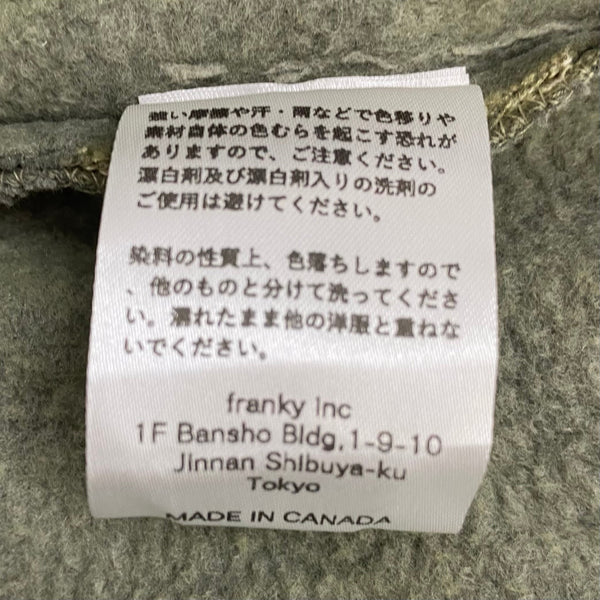 強い摩擦や汗・雨などで色移りや
素材自体の色むらを起こす恐れが
ありますので、ご注意ください。
漂白剤及び漂白剤入りの洗剤の
ご使用は避けてください。
染料の性質上、色落ちしますので
、他のものと分けて洗ってくださ
い。濡れたまま他の洋服と重ねな
いでください。
franky inc
1F Bansho Bldg,1-9-10
Jinnan Shibuya-ku
Tokyo
MADE IN CANADA